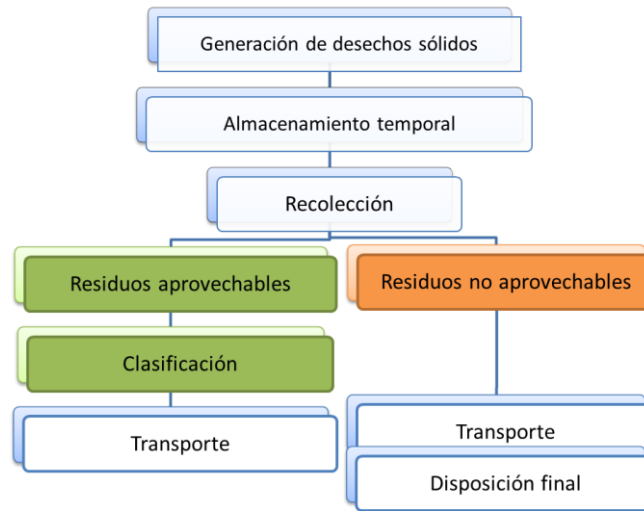 Generación de desechos sólidos
Almacenamiento temporal
Recolección
Residuos aprovechables
Residuos no aprovechables
Clasificación
Transporte
Transporte
Disposición final